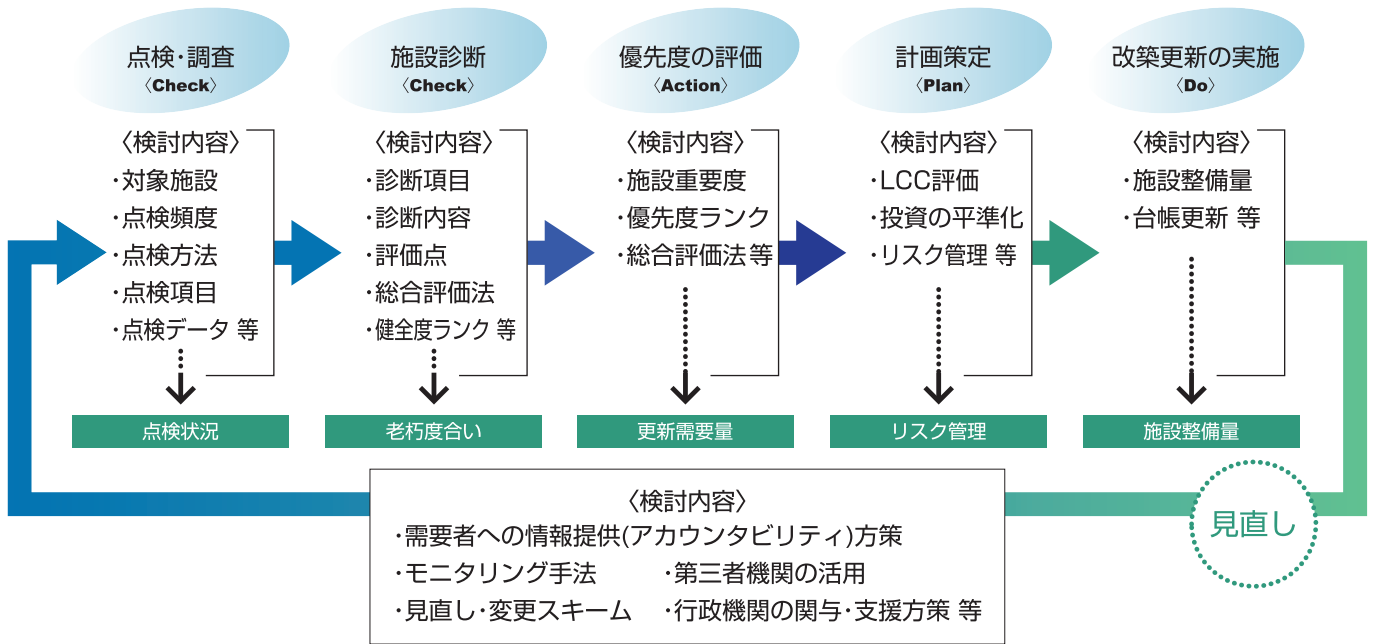 点検･調査
〈Check〉
〈検討内容〉
･対象施設
･点検頻度
･点検方法
･点検項目
･点検データ 等
点検状況
施設診断
〈Check〉
〈検討内容〉
･診断項目
･診断内容
･評価点
･総合評価法
･健全度ランク 等
老朽度合い
優先度の評価
〈Action〉
〈検討内容〉
･施設重要度
･優先度ランク
･総合評価法 等
更新需要量
計画策定
〈Plan〉
〈検討内容〉
･LCC評価
･投資の平準化
･リスク管理 等
リスク管理
改築更新の実施
〈Do〉
〈検討内容〉
･施設整備量
･台帳更新 等
施設整備量
見直し
〈検討内容〉
･需要者への情報提供(アカウンタビリティ)方策
･モニタリング手法 ･第三者機関の活用
･見直し･変更スキーム ･行政機関の関与･支援方策 等